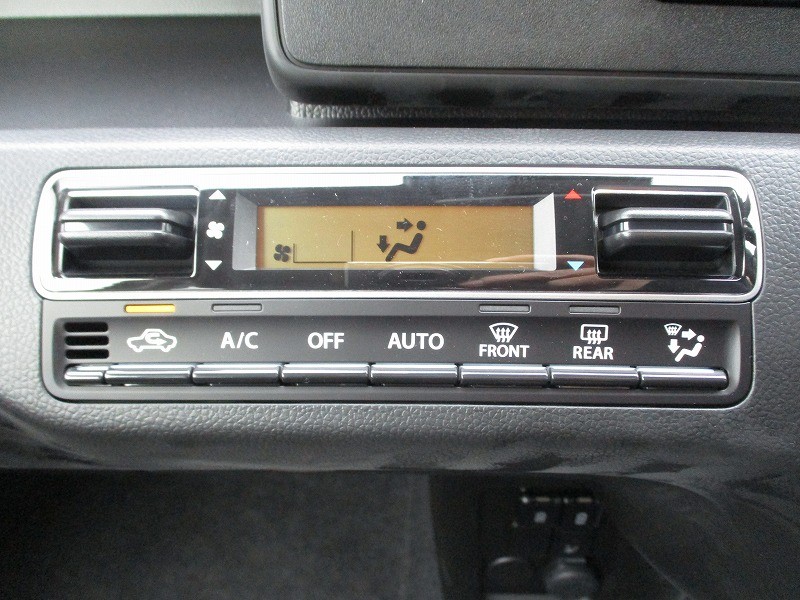 A/C OFF AUTO FRONT REAR